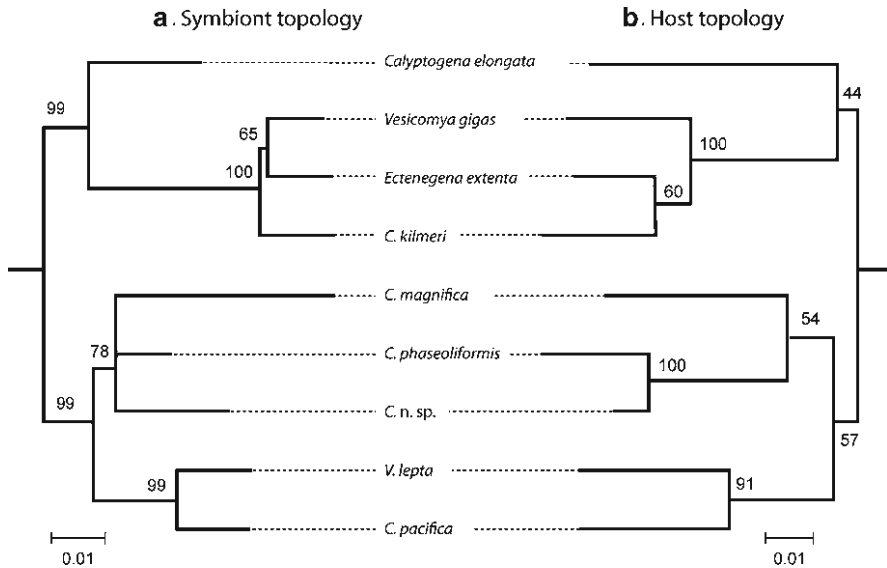 a. Symbiont topology
b. Host topology
Calyptogena elongata
99
44
Vesicomya gigas
65
100
100
Ectenegena extenta
60
C. kilmeri
C. magnifica
54
78
C. phaseoliformis
100
99
C. n. sp.
57
V. lepta
99
91
C. pacifica
0.01
0.01